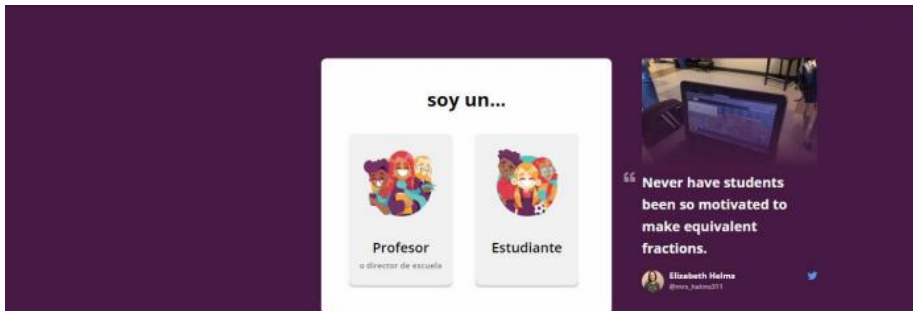 soy un...
Profesor
o director de escuela
Estudiante
“ Never have students
been so motivated to
make equivalent
fractions.
Elizabeth Helms
@mrs_helms311